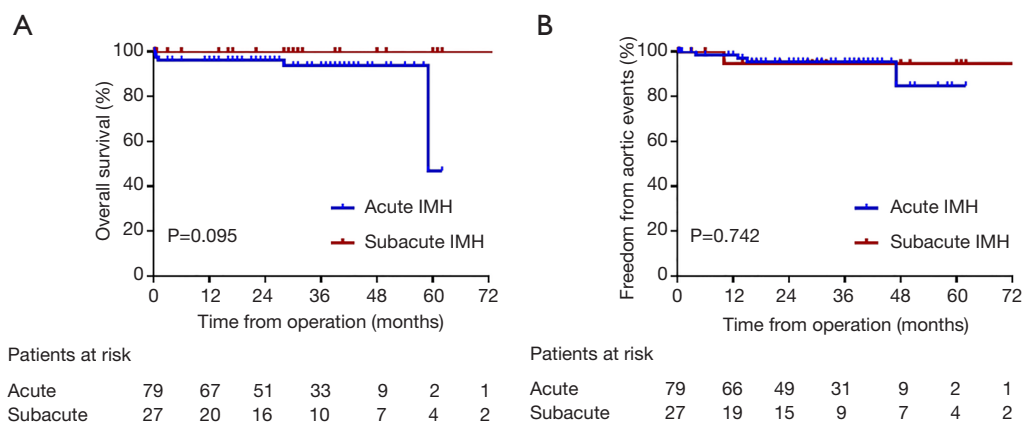 A
Overall survival (%)
100
80
60
40
20
0
Acute IMH
Subacute IMH
P=0.095
0 12 24 36 48 60 72
Time from operation (months)
Patients at risk
Acute 79 67 51 33 9 2 1
Subacute 27 20 16 10 7 4 2
B
Freedom from aortic events (%)
100
80
60
40
20
0
Acute IMH
Subacute IMH
P=0.742
0 12 24 36 48 60 72
Time from operation (months)
Patients at risk
Acute 79 66 49 31 9 2 1
Subacute 27 19 15 9 7 4 2